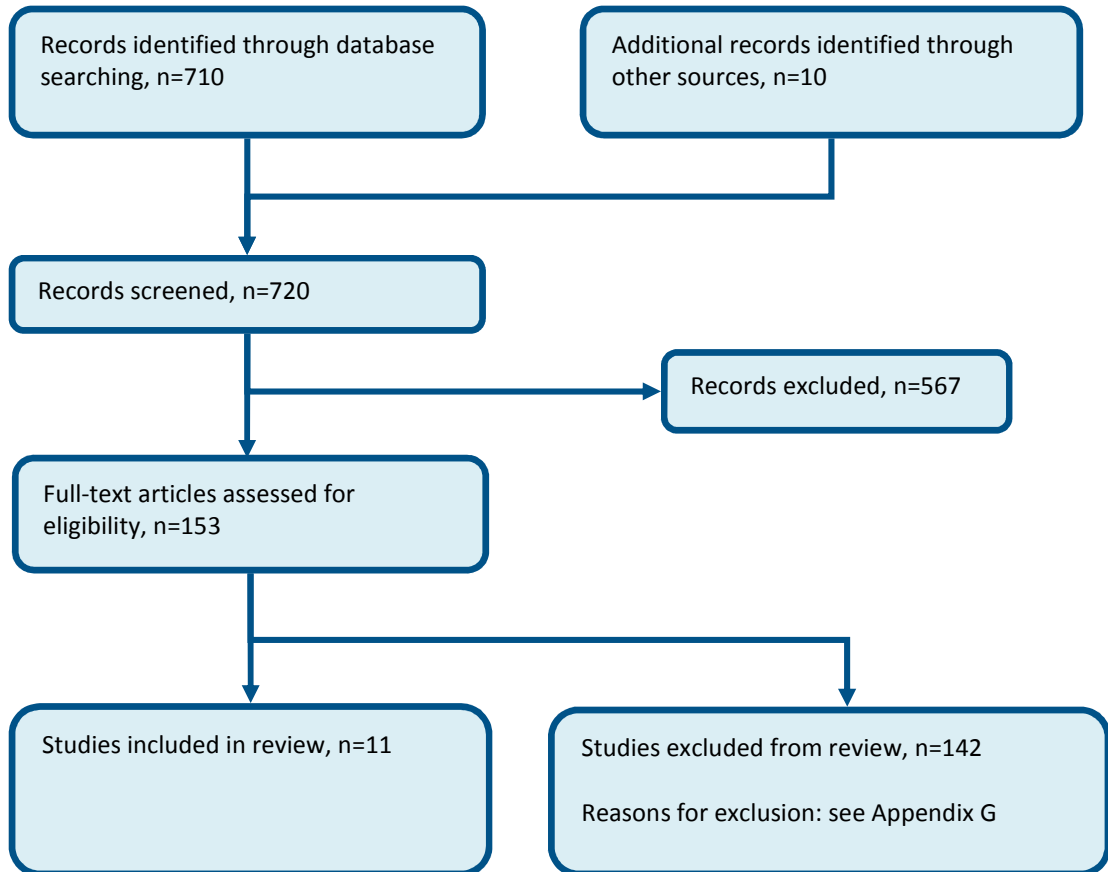 Records identified through database
searching, n=710
Additional records identified through
other sources, n=10
Records screened, n=720
Records excluded, n=567
Full-text articles assessed for
eligibility, n=153
Studies included in review, n=11
Studies excluded from review, n=142
Reasons for exclusion: see Appendix G